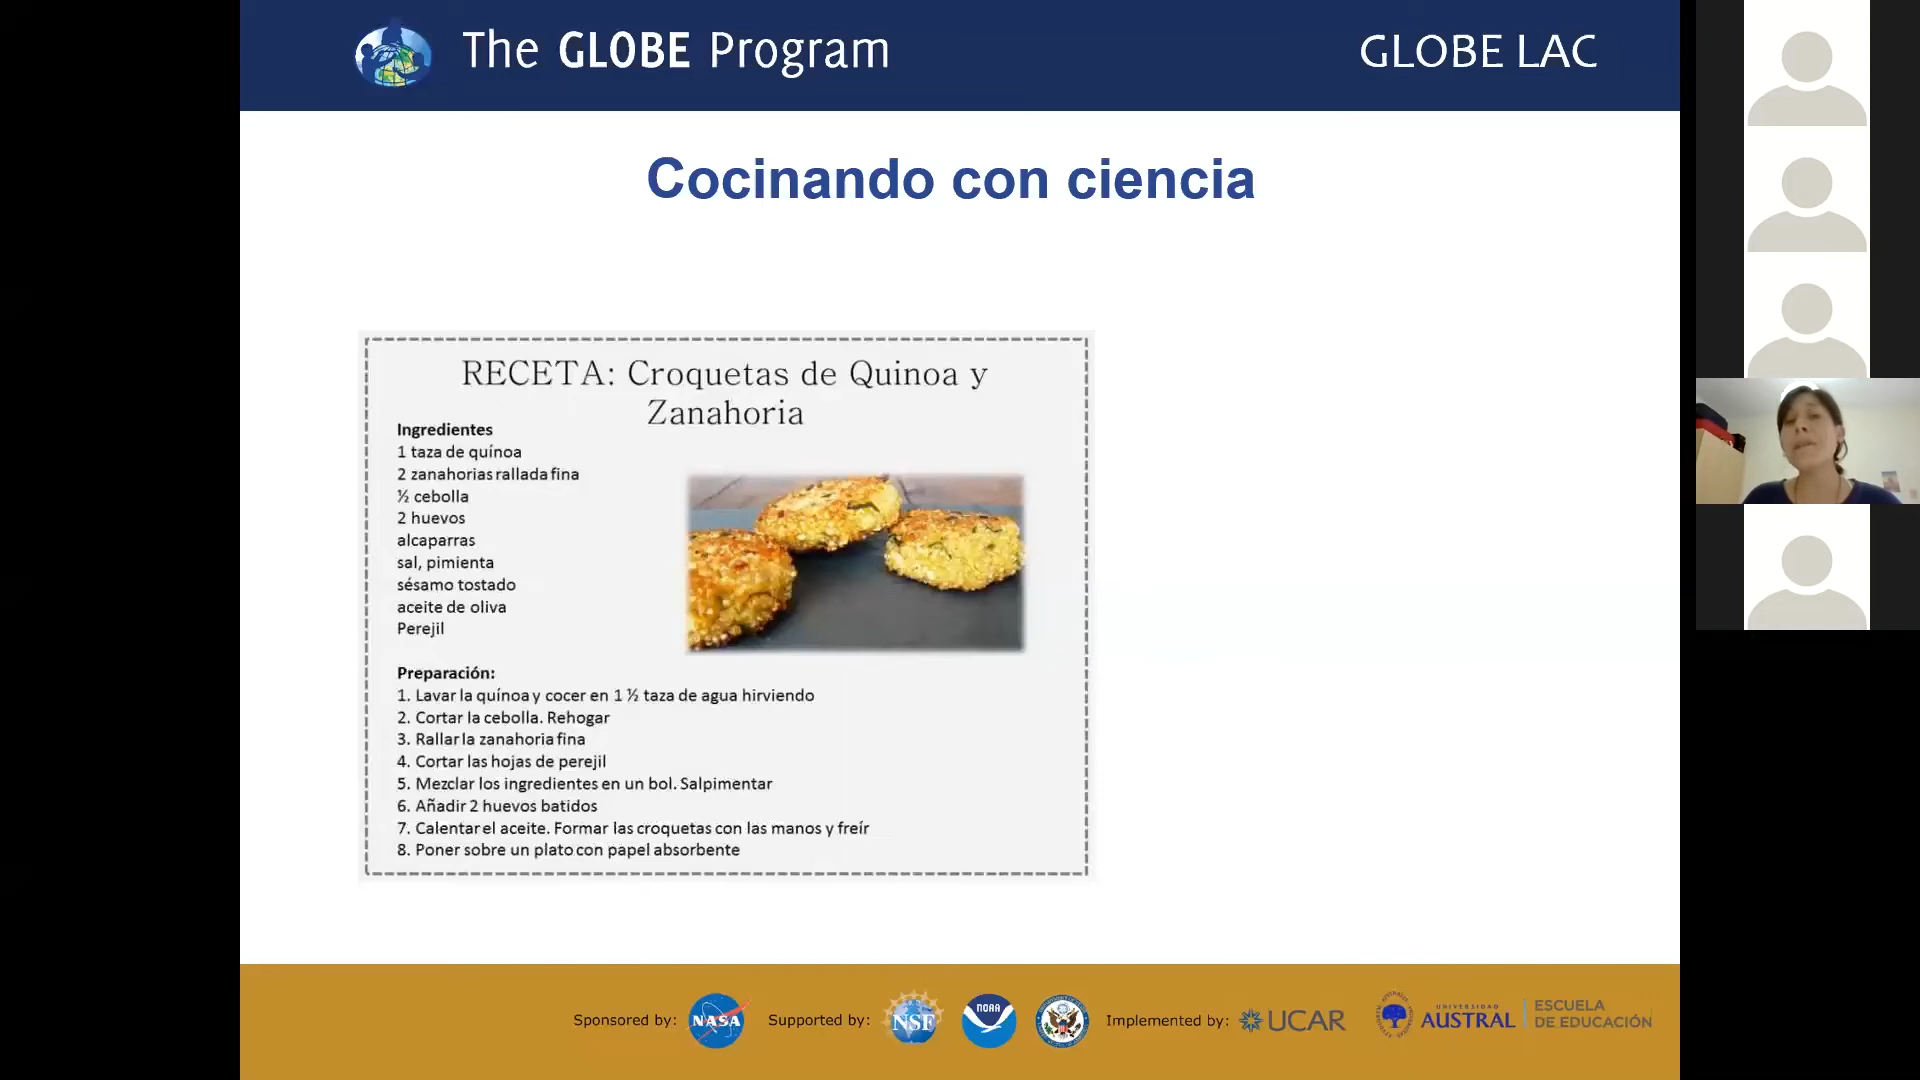 The GLOBE Program
GLOBE LAC
Cocinando con ciencia
RECETA: Croquetas de Quinoa y
Zanahoria
Ingredientes
1 taza de quínoa
2 zanahorias rallada fina
½ cebolla
2 huevos
alcaparras
sal, pimienta
sésamo tostado
aceite de oliva
Perejil
Preparación:
1. Lavar la quínoa y cocer en 1 ½ taza de agua hirviendo
2. Cortar la cebolla. Rehogar
3. Rallar la zanahoria fina
4. Cortar las hojas de perejil
5. Mezclar los ingredientes en un bol. Salpimentar
6. Añadir 2 huevos batidos
7. Calentar el aceite. Formar las croquetas con las manos y freír
8. Poner sobre un plato con papel absorbente
Sponsored by:
NASA
Supported by:
NSF
NOAA
Implemented by:
UCAR
UNIVERSIDAD
AUSTRAL
ESCUELA
DE EDUCACIÓN